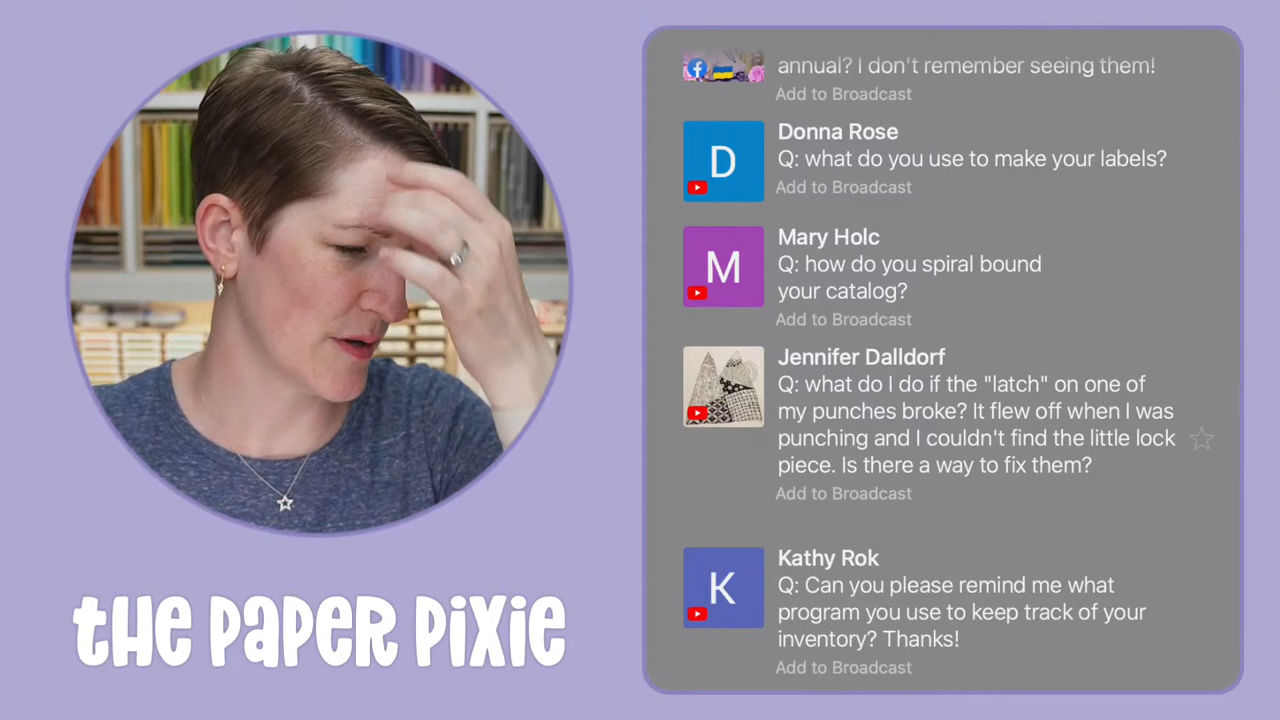 annual? I don't remember seeing them!
Add to Broadcast
D
Donna Rose
Q: what do you use to make your labels?
Add to Broadcast
M
Mary Holc
Q: how do you spiral bound
your catalog?
Add to Broadcast
Jennifer Dalldorf
Q: what do I do if the "latch" on one of
my punches broke? It flew off when I was
punching and I couldn't find the little lock
piece. Is there a way to fix them?
Add to Broadcast
K
Kathy Rok
Q: Can you please remind me what
program you use to keep track of your
inventory? Thanks!
Add to Broadcast
the paper pixie